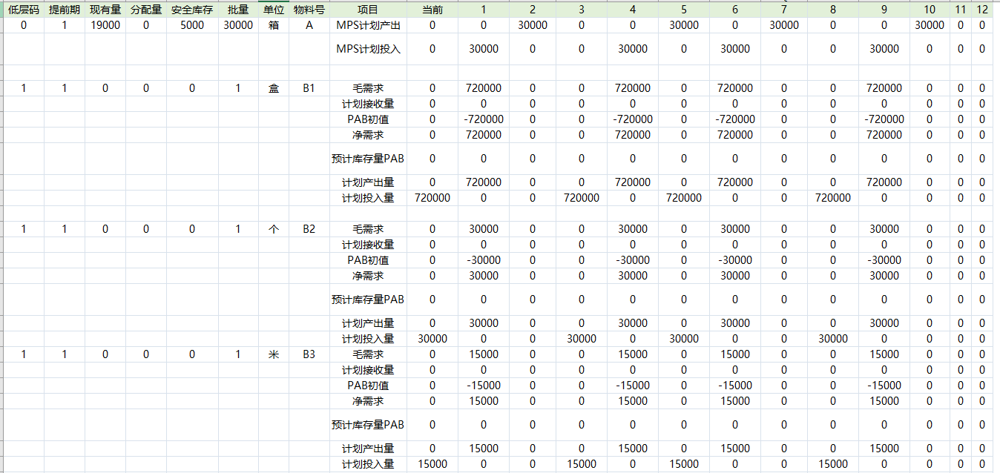 低层码 提前期 现有量 分配量 安全库存 批量 单位 物料号 项目 当前 1 2 3 4 5 6 7 8 9 10 11 12
0 1 19000 0 5000 30000 箱 A MPS计划产出 0 0 30000 0 0 30000 0 30000 0 0 30000 0 0
MPS计划投入 0 30000 0 0 30000 0 30000 0 0 30000 0 0 0
1 1 0 0 0 1 盒 B1 毛需求 0 720000 0 0 720000 0 720000 0 0 720000 0 0 0
计划接收量 0 0 0 0 0 0 0 0 0 0 0 0 0
PAB初值 0 -720000 0 0 -720000 0 -720000 0 0 -720000 0 0 0
净需求 0 720000 0 0 720000 0 720000 0 0 720000 0 0 0
预计库存量PAB 0 0 0 0 0 0 0 0 0 0 0 0 0
计划产出量 0 720000 0 0 720000 0 720000 0 0 720000 0 0 0
计划投入量 720000 0 0 720000 0 720000 0 0 720000 0 0 0 0
1 1 0 0 0 1 个 B2 毛需求 0 30000 0 0 30000 0 30000 0 0 30000 0 0 0
计划接收量 0 0 0 0 0 0 0 0 0 0 0 0 0
PAB初值 0 -30000 0 0 -30000 0 -30000 0 0 -30000 0 0 0
净需求 0 30000 0 0 30000 0 30000 0 0 30000 0 0 0
预计库存量PAB 0 0 0 0 0 0 0 0 0 0 0 0 0
计划产出量 0 30000 0 0 30000 0 30000 0 0 30000 0 0 0
计划投入量 30000 0 0 30000 0 30000 0 0 30000 0 0 0 0
1 1 0 0 0 1 米 B3 毛需求 0 15000 0 0 15000 0 15000 0 0 15000 0 0 0
计划接收量 0 0 0 0 0 0 0 0 0 0 0 0 0
PAB初值 0 -15000 0 0 -15000 0 -15000 0 0 -15000 0 0 0
净需求 0 15000 0 0 15000 0 15000 0 0 15000 0 0 0
预计库存量PAB 0 0 0 0 0 0 0 0 0 0 0 0 0
计划产出量 0 15000 0 0 15000 0 15000 0 0 15000 0 0 0
计划投入量 15000 0 0 15000 0 15000 0 0 15000 0 0 0 0